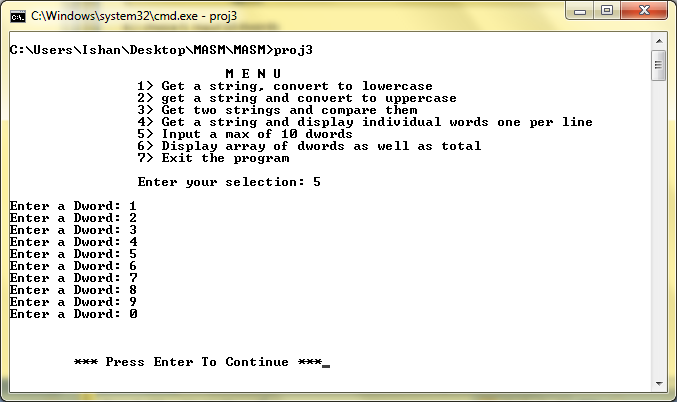 C:\Windows\system32\cmd.exe - proj3
C:\Users\Ishan\Desktop\MASM\MASM>proj3
M E N U
1> Get a string, convert to lowercase
2> get a string and convert to uppercase
3> Get two strings and compare them
4> Get a string and display individual words one per line
5> Input a max of 10 dwords
6> Display array of dwords as well as total
7> Exit the program
Enter your selection: 5
Enter a Dword: 1
Enter a Dword: 2
Enter a Dword: 3
Enter a Dword: 4
Enter a Dword: 5
Enter a Dword: 6
Enter a Dword: 7
Enter a Dword: 8
Enter a Dword: 9
Enter a Dword: 0
*** Press Enter To Continue ***_